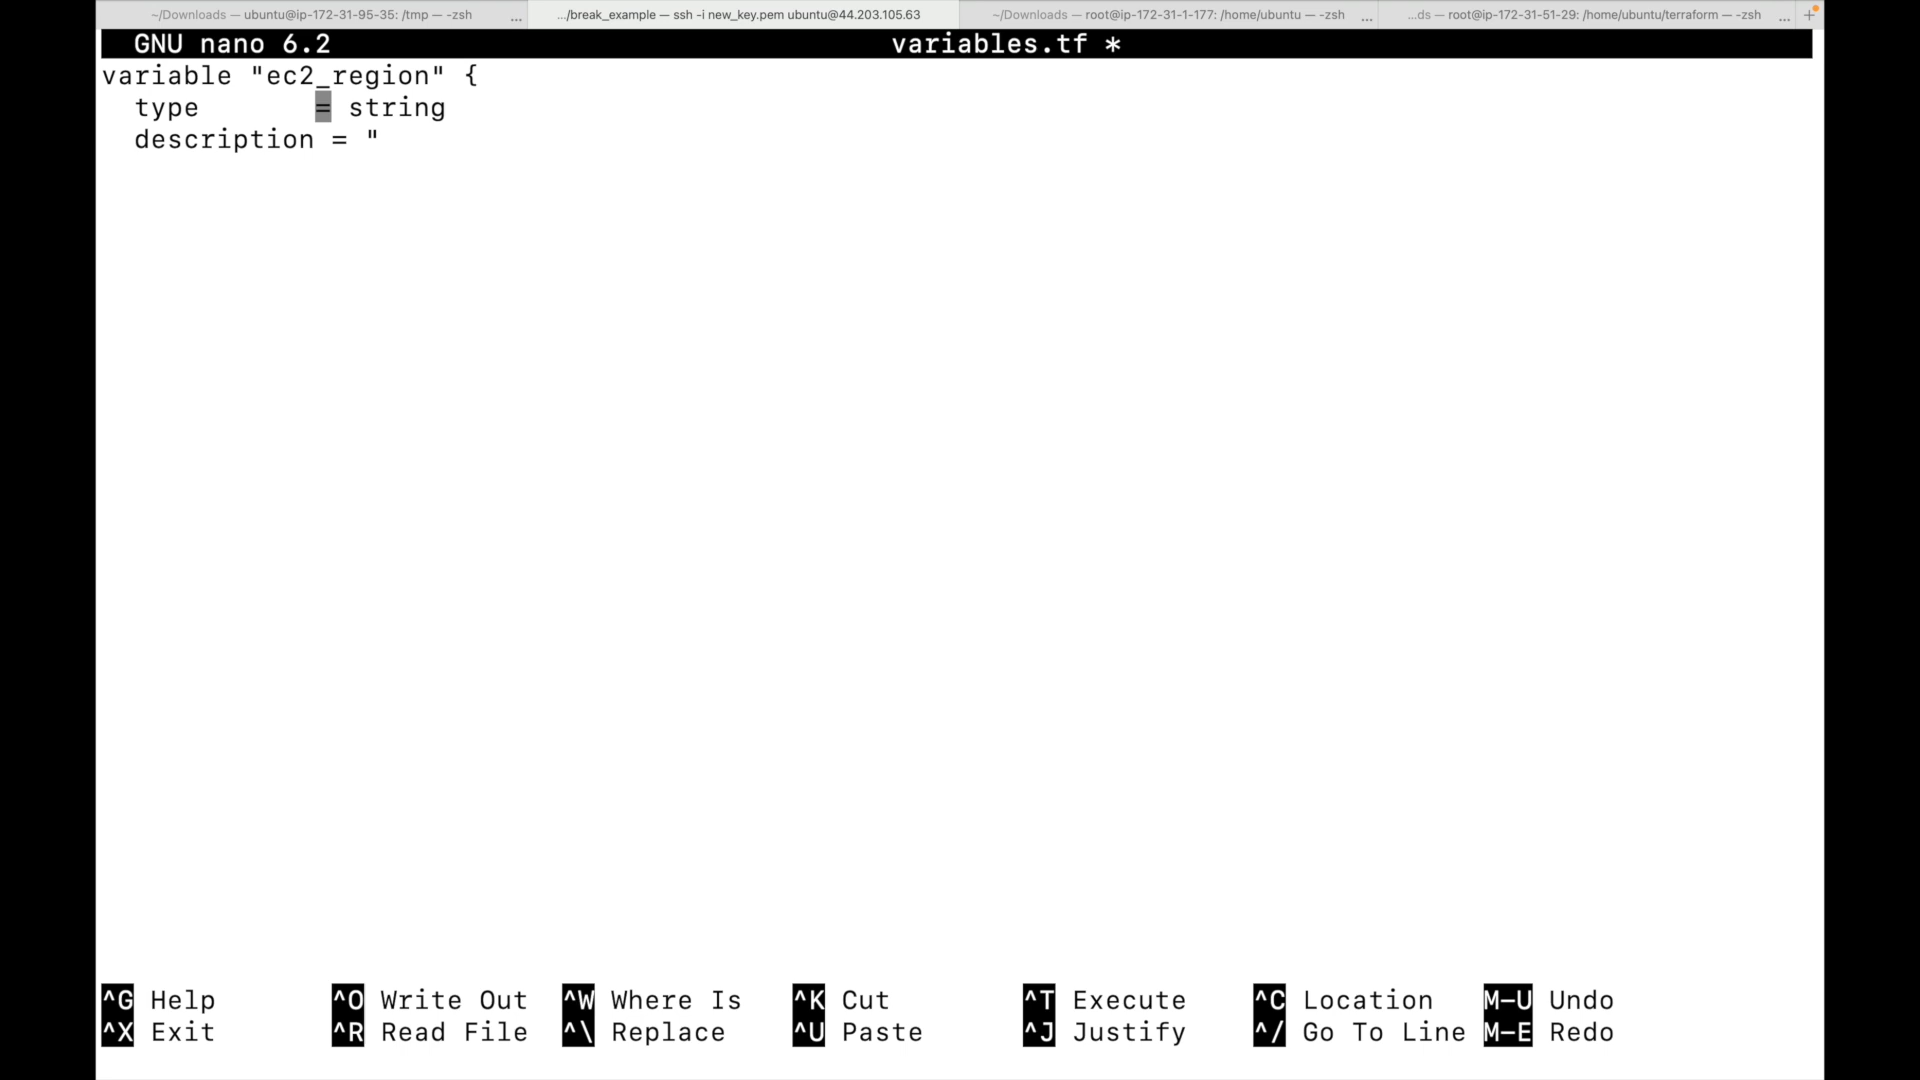 ~/Downloads — ubuntu@ip-172-31-95-35: /tmp — -zsh ... .../break_example — ssh -i new_key.pem ubuntu@44.203.105.63 ~/Downloads — root@ip-172-31-1-177: /home/ubuntu — -zsh ... ...ds — root@ip-172-31-51-29: /home/ubuntu/terraform — -zsh ... +
GNU nano 6.2 variables.tf *
variable "ec2_region" {
  type       = string
  description = "
^G Help ^O Write Out ^W Where Is ^K Cut ^T Execute ^C Location M-U Undo
^X Exit ^R Read File ^\ Replace ^U Paste ^J Justify ^/ Go To Line M-E Redo